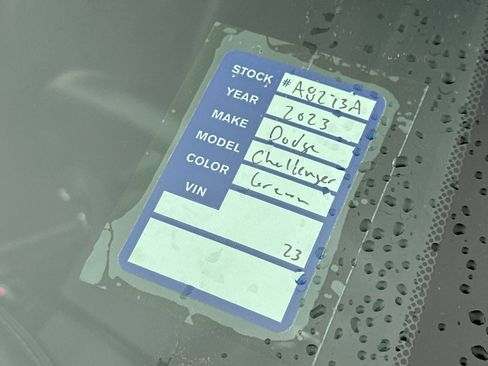 STOCK # A8273A
YEAR 2023
MAKE Dodge
MODEL Challenger
COLOR Green
VIN
23